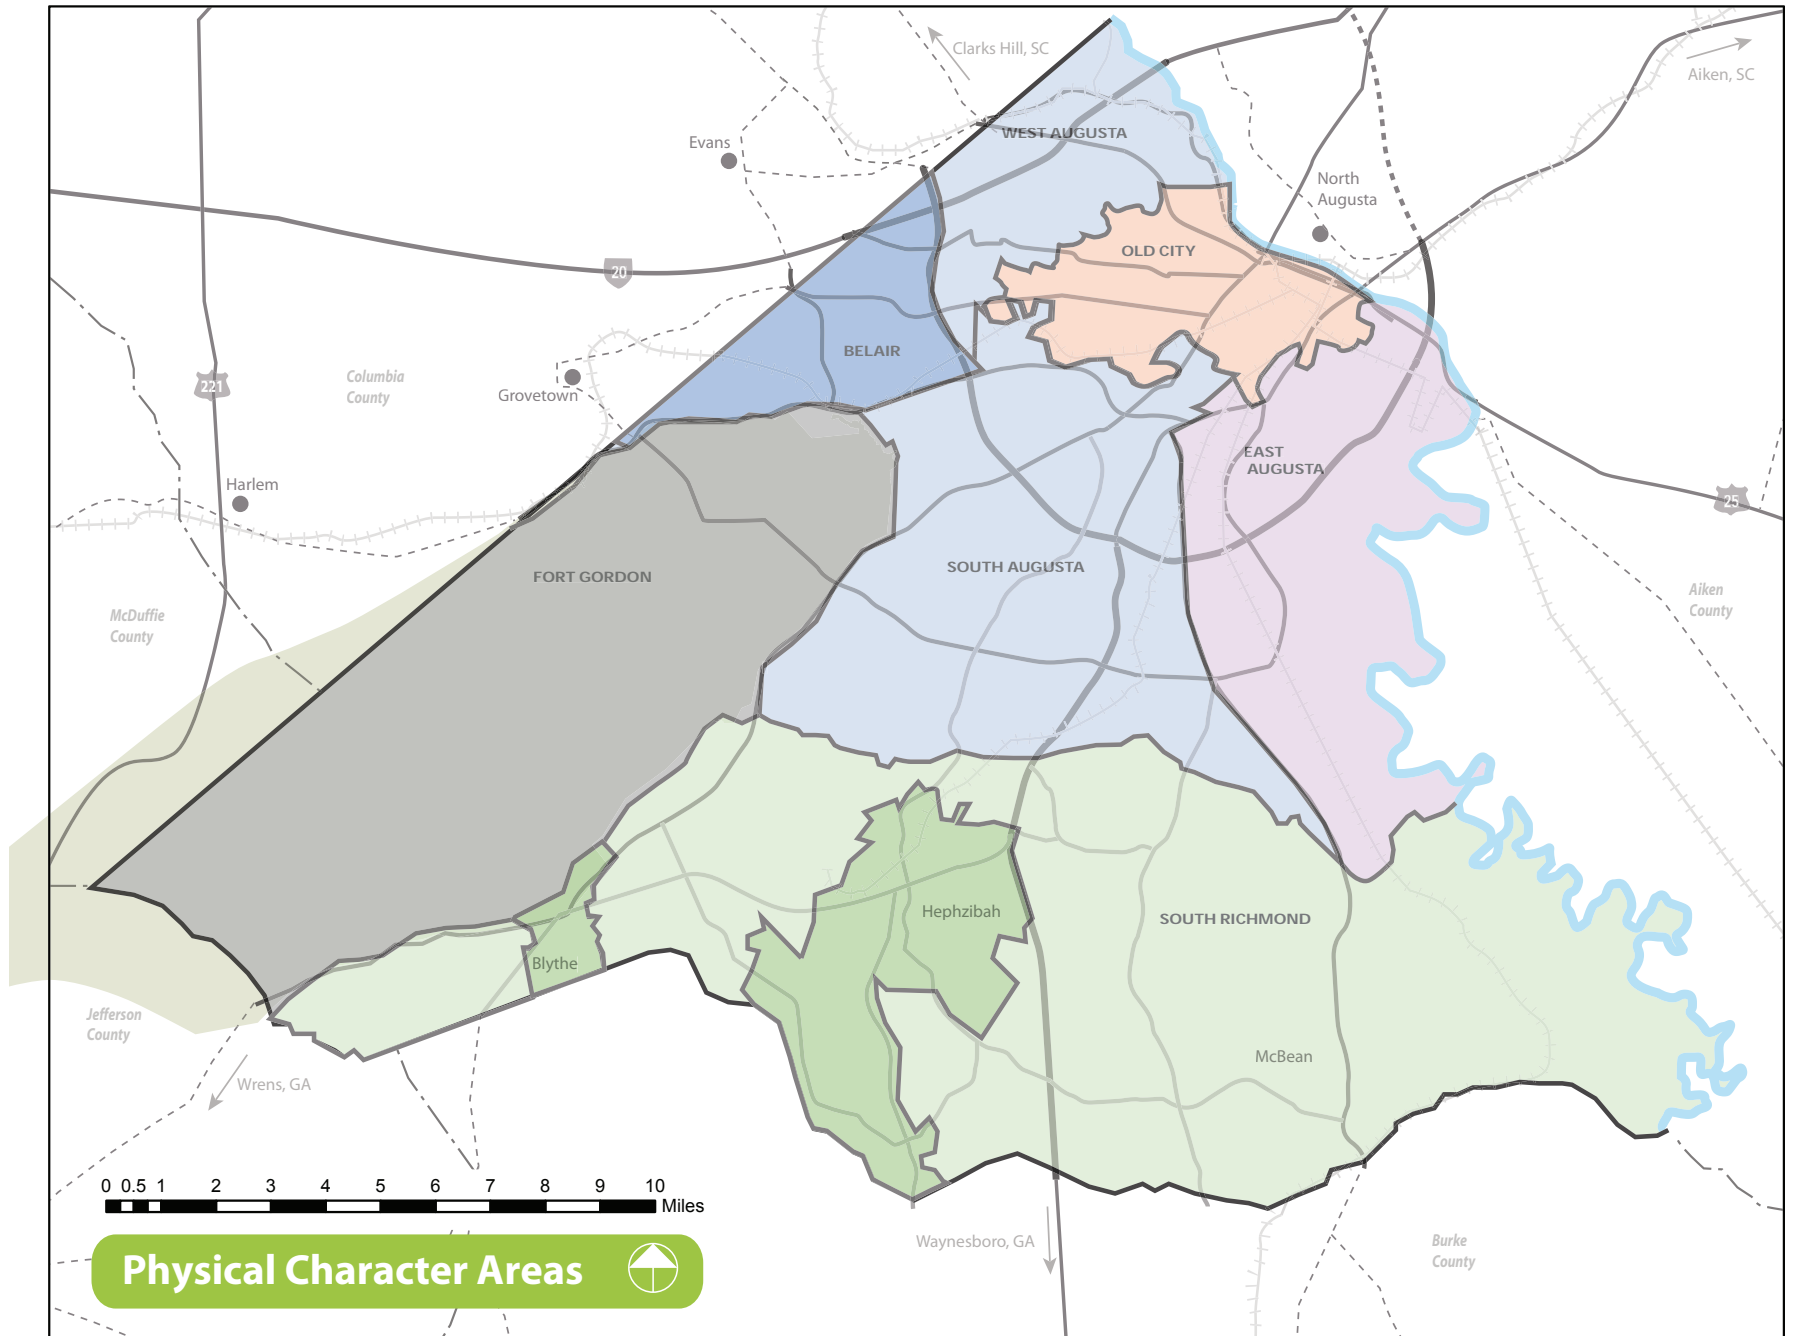 Clarks Hill, SC
Aiken, SC
WEST AUGUSTA
Evans
North
Augusta
OLD CITY
20
BELAIR
Columbia
County
221
Grovetown
EAST
AUGUSTA
Harlem
25
SOUTH AUGUSTA
FORT GORDON
Aiken
County
McDuffie
County
Hephzibah
SOUTH RICHMOND
Blythe
Jefferson
County
McBean
Wrens, GA
0 0.5 1 2 3 4 5 6 7 8 9 10
Miles
Waynesboro, GA
Burke
County
Physical Character Areas